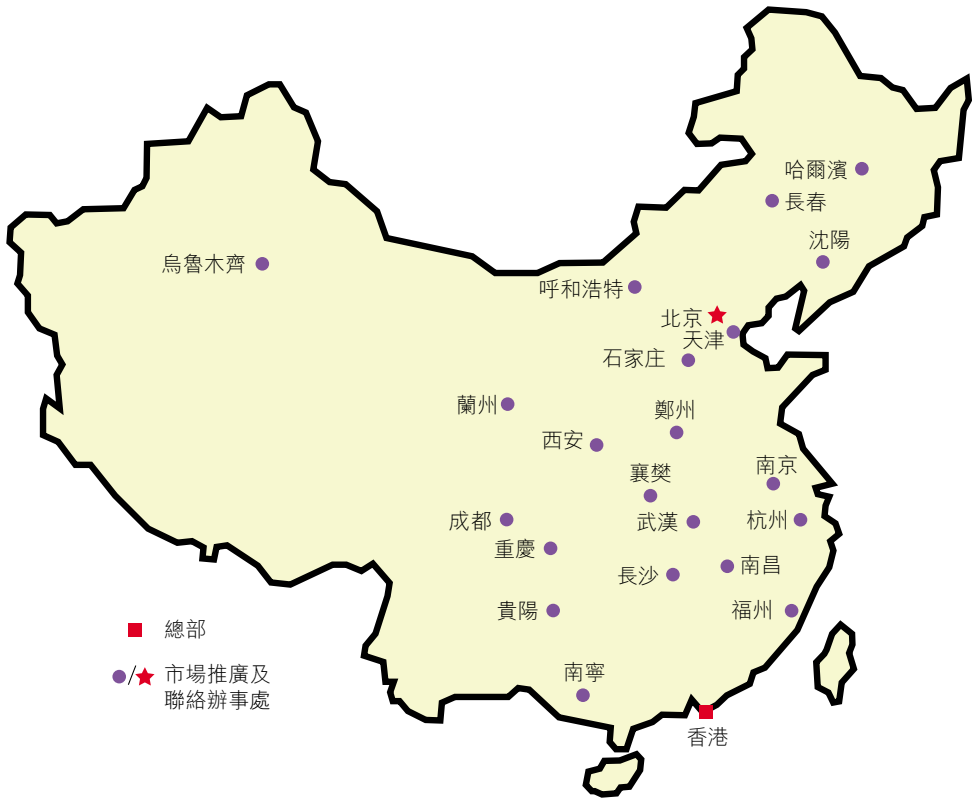 哈爾濱
長春
沈陽
烏魯木齊
呼和浩特
北京
天津
石家庄
蘭州
鄭州
西安
南京
襄樊
成都
武漢
杭州
重慶
長沙
南昌
貴陽
福州
總部
/
市場推廣及
聯絡辦事處
南寧
香港